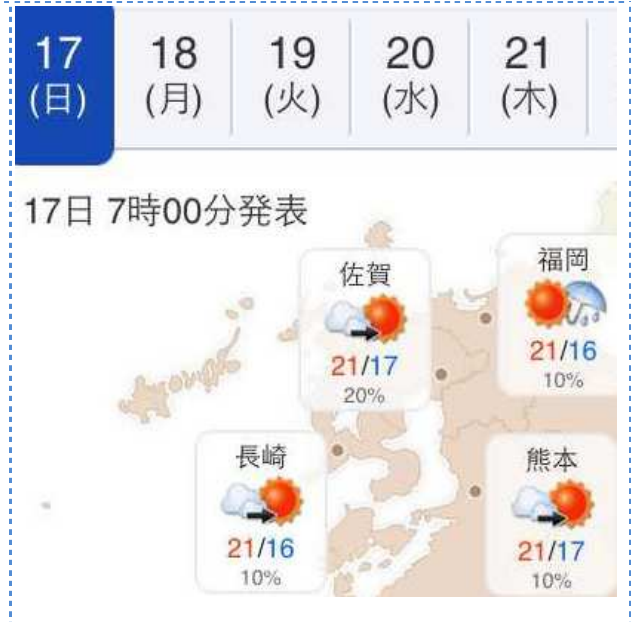 17 18 19 20 21
(日) (月) (火) (水) (木)
17日 7時00分発表
福岡
21/16
10%
佐賀
21/17
20%
長崎
21/16
10%
熊本
21/17
10%